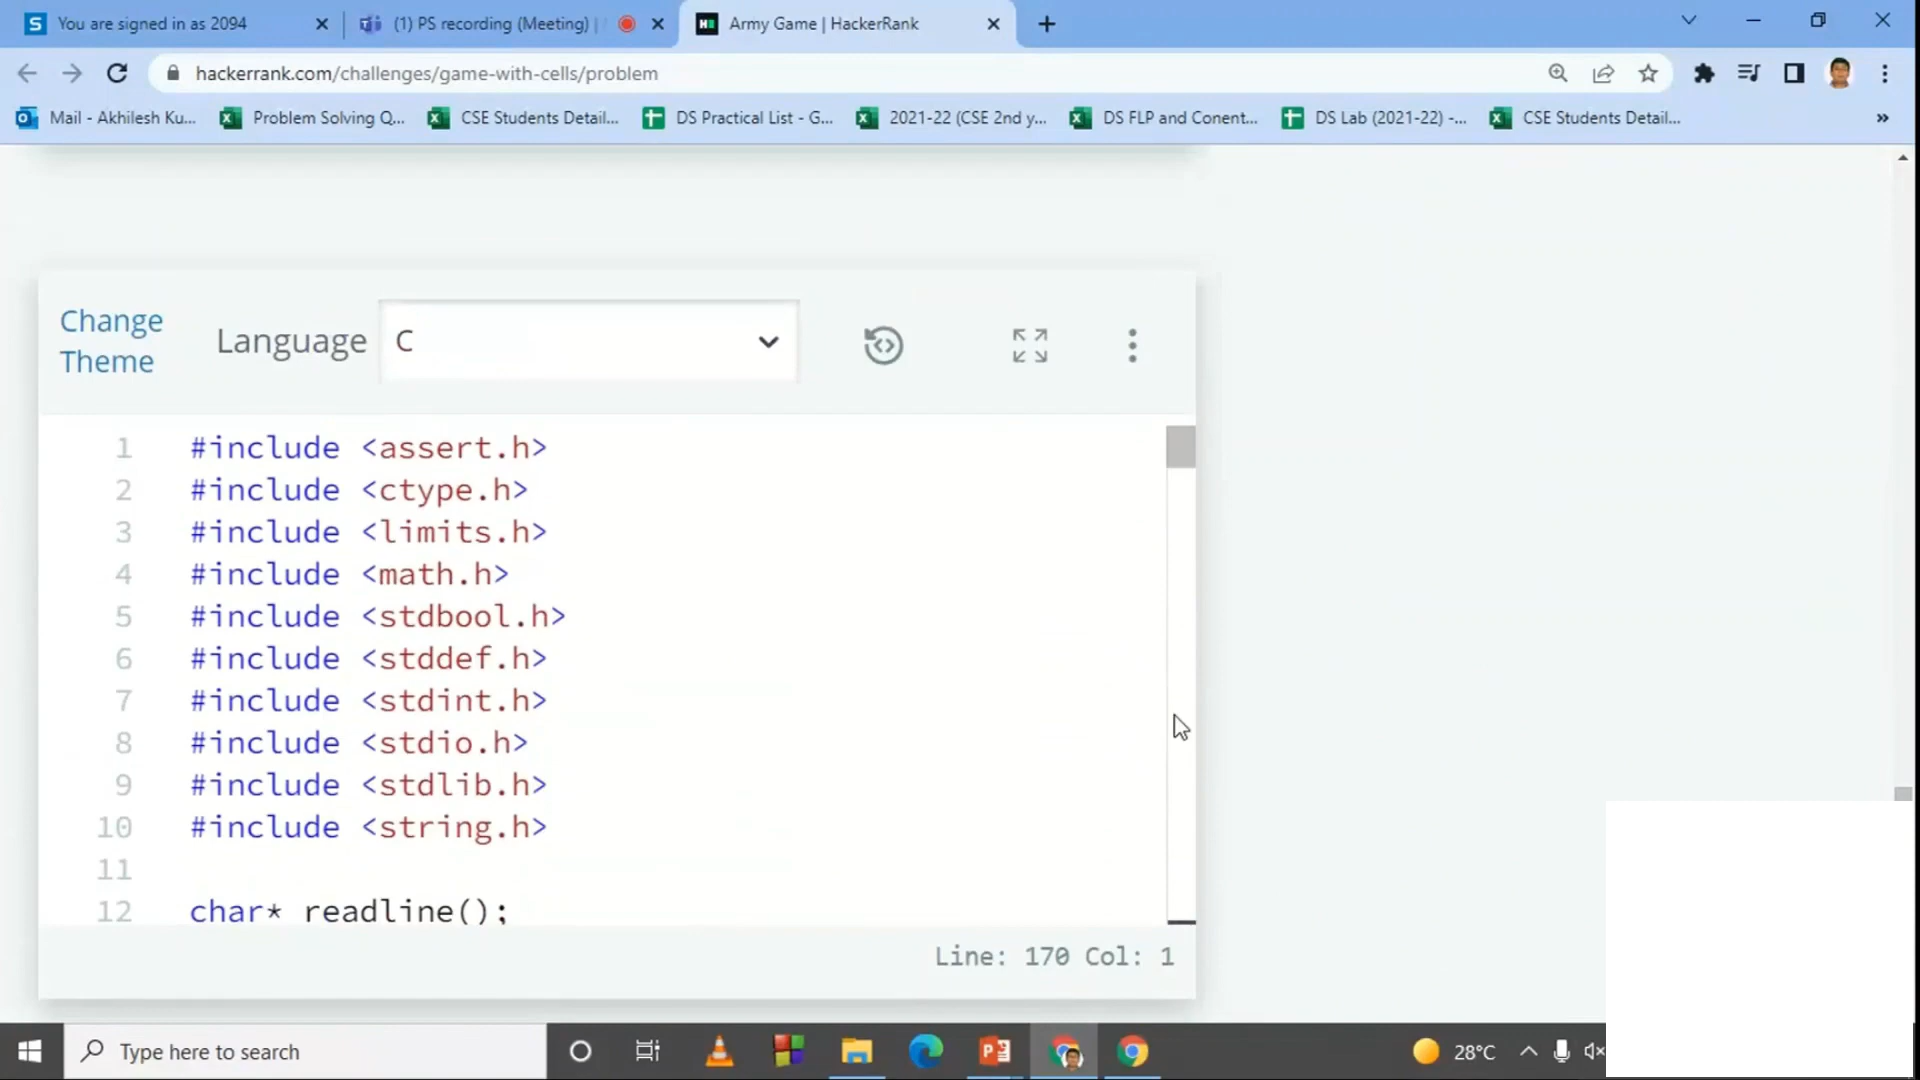 You are signed in as 2094
(1) PS recording (Meeting) |
Army Game | HackerRank
hackerrank.com/challenges/game-with-cells/problem
Mail - Akhilesh Ku...
Problem Solving Q...
CSE Students Detail...
DS Practical List - G...
2021-22 (CSE 2nd y...
DS FLP and Conent...
DS Lab (2021-22) -...
CSE Students Detail...
»
Change
Theme
Language
C
1 #include <assert.h>
2 #include <ctype.h>
3 #include <limits.h>
4 #include <math.h>
5 #include <stdbool.h>
6 #include <stddef.h>
7 #include <stdint.h>
8 #include <stdio.h>
9 #include <stdlib.h>
10 #include <string.h>
11
12 char* readline();
Line: 170 Col: 1
Type here to search
28°C